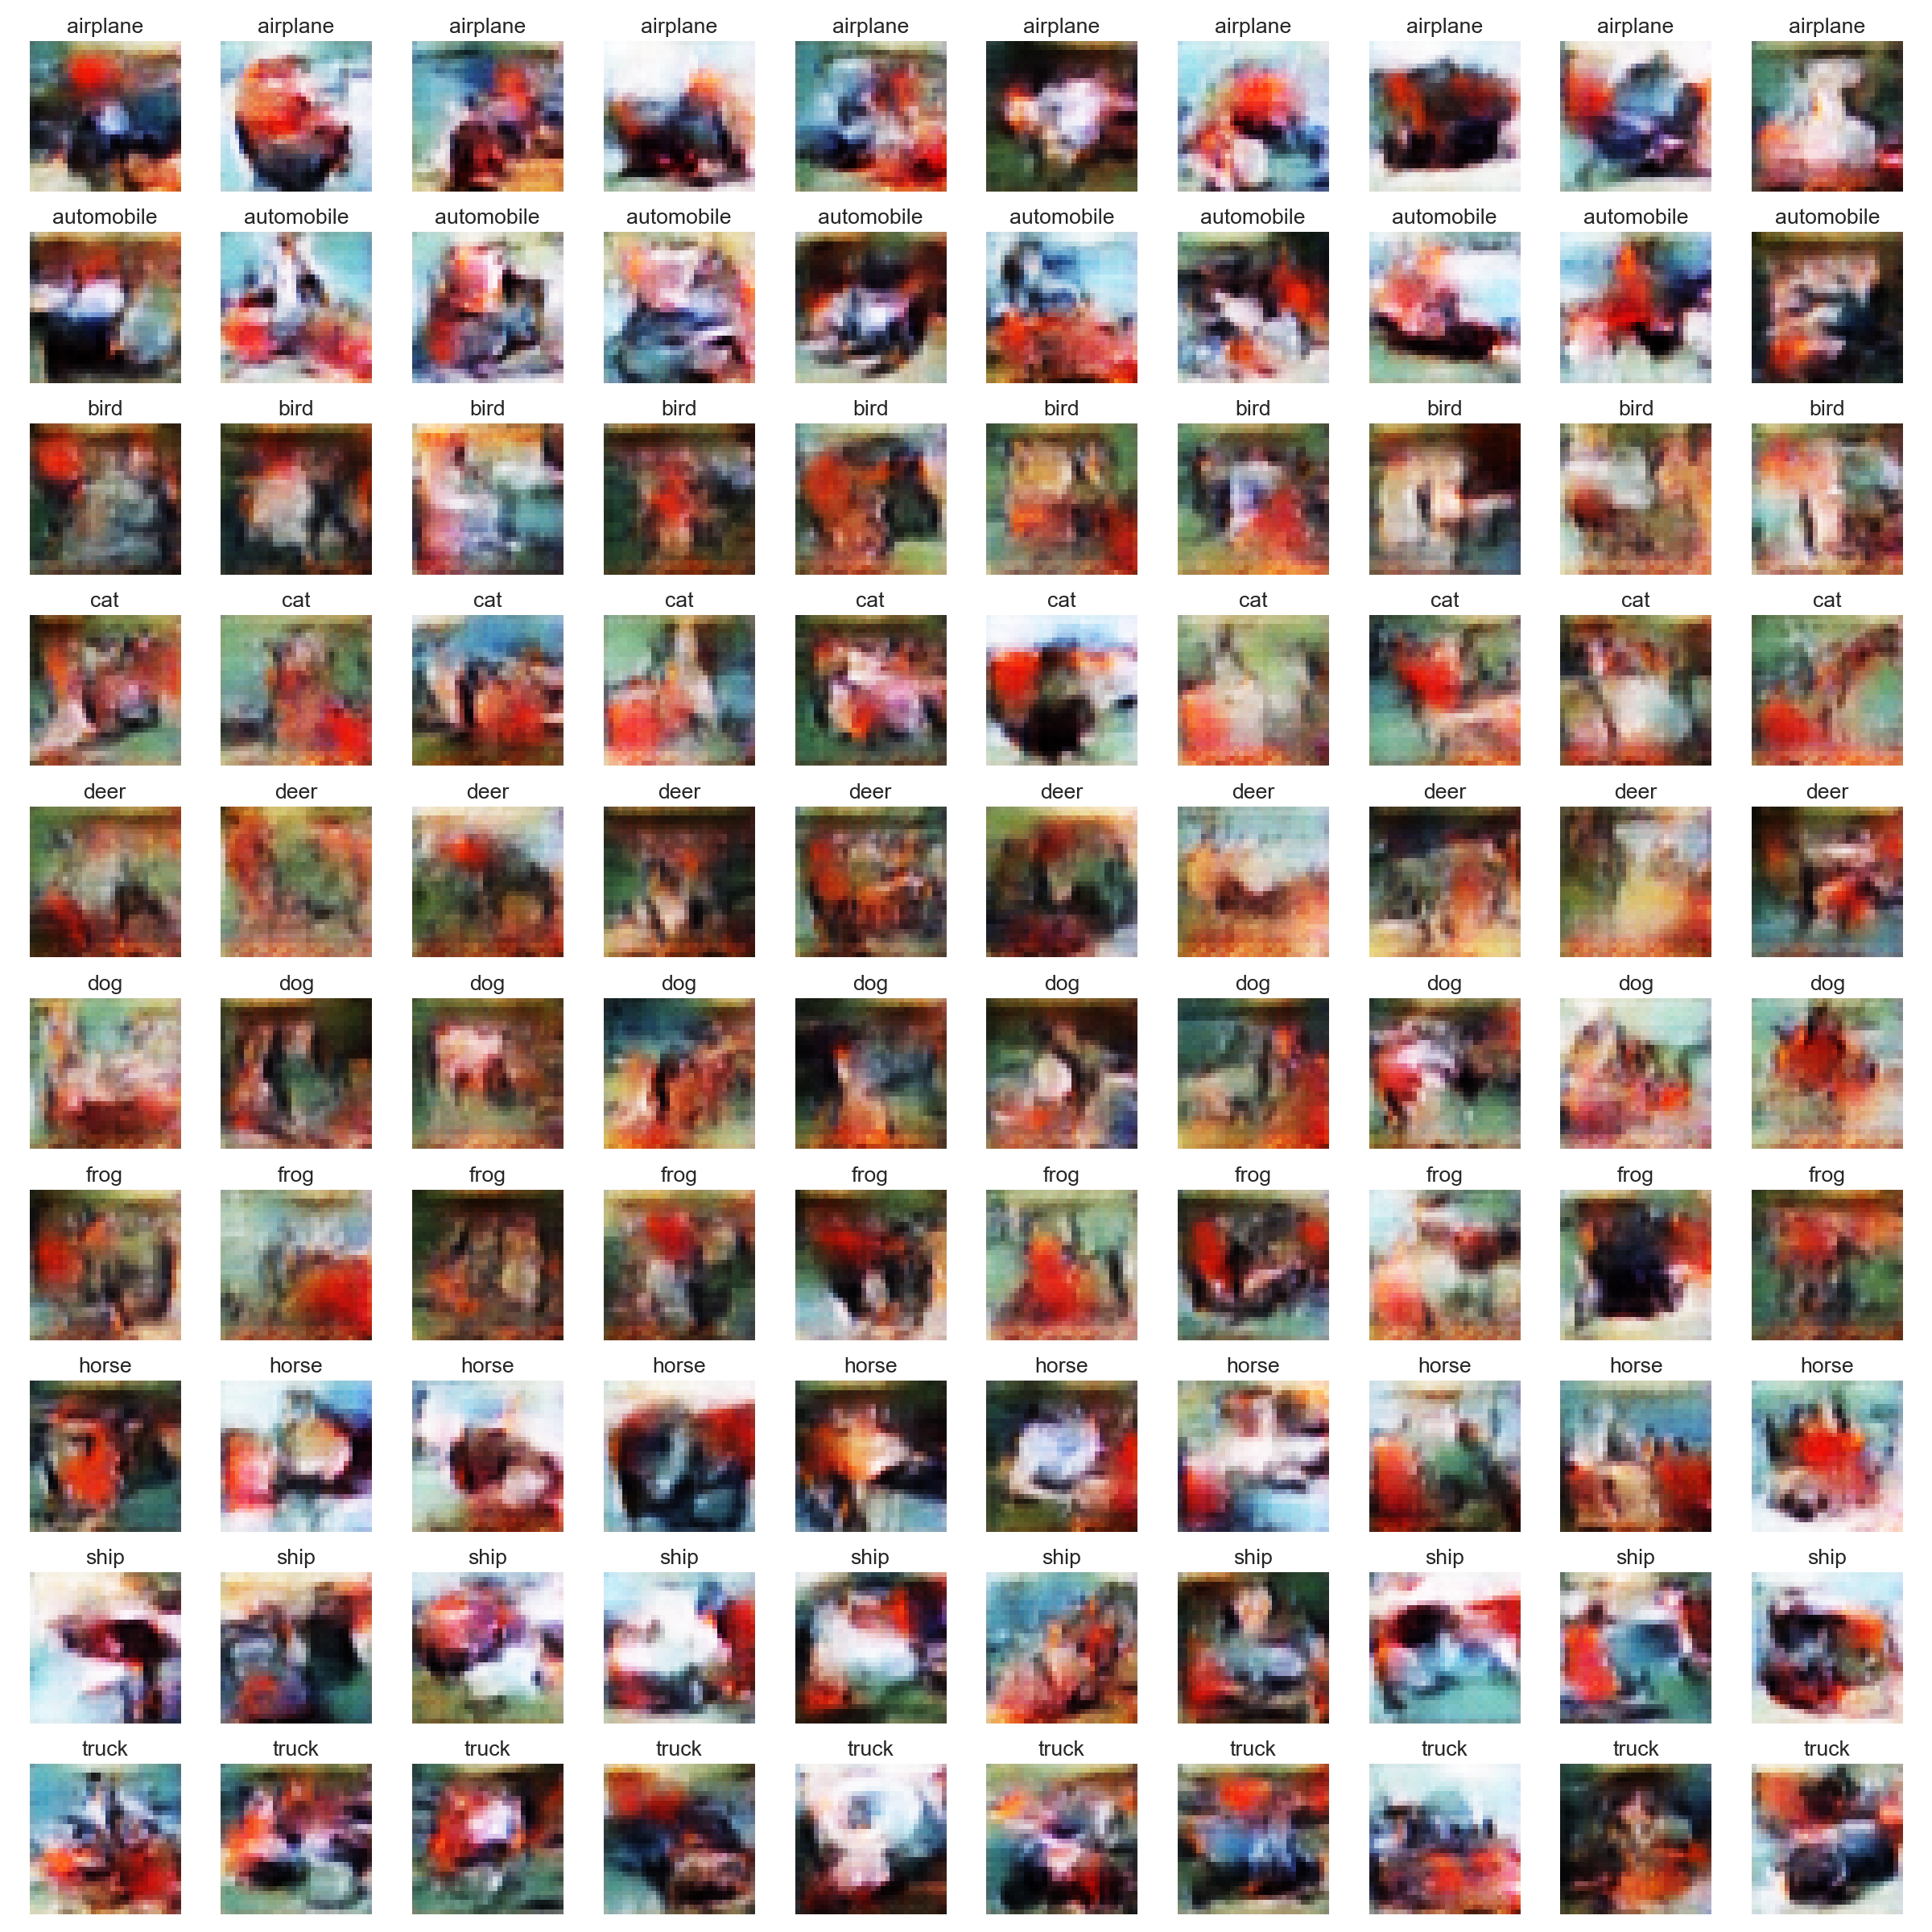 airplane airplane airplane airplane airplane airplane airplane airplane airplane airplane
automobile automobile automobile automobile automobile automobile automobile automobile automobile automobile
bird bird bird bird bird bird bird bird bird bird
cat cat cat cat cat cat cat cat cat cat
deer deer deer deer deer deer deer deer deer deer
dog dog dog dog dog dog dog dog dog dog
frog frog frog frog frog frog frog frog frog frog
horse horse horse horse horse horse horse horse horse horse
ship ship ship ship ship ship ship ship ship ship
truck truck truck truck truck truck truck truck truck truck